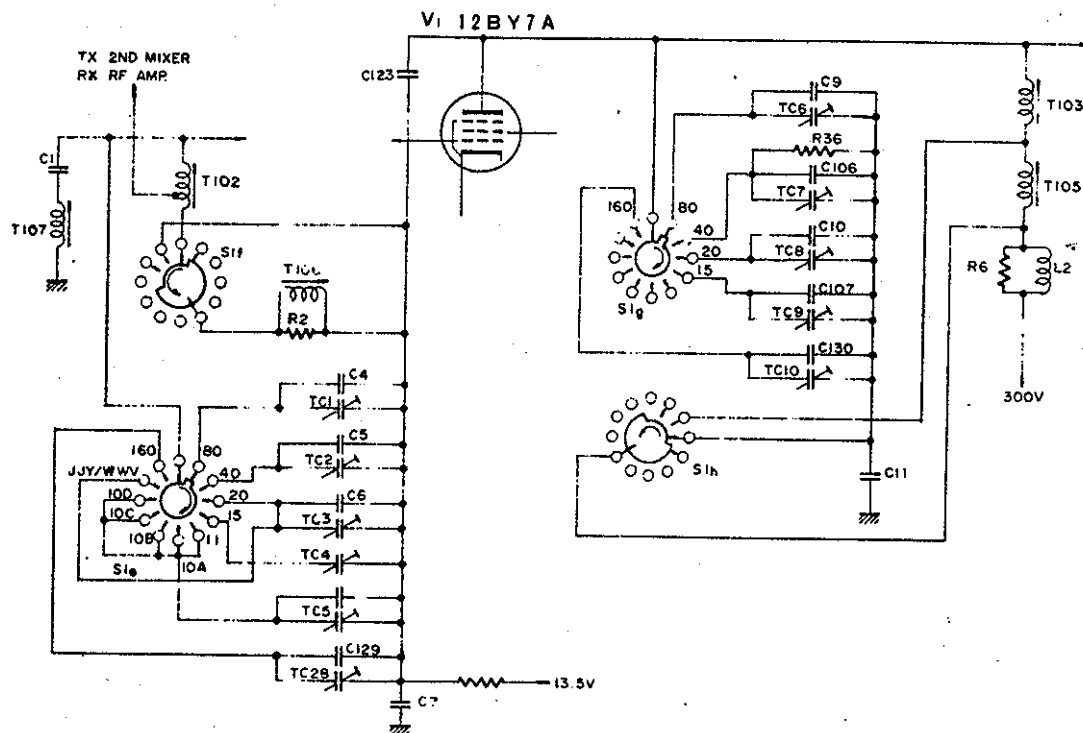 V1 12BY7A
TX 2ND MIXER
RX RF AMP.
C123
C1
T102
T107
S1f
T106
R2
C4
TC1
C5
TC2
C6
TC3
TC4
TC5
C129
TC28
C7
13.5V
160
80
JJY/WWV
40
10D
20
10C
15
10B
11
10A
S1e
C9
TC6
R36
C106
TC7
C10
TC8
C107
TC9
C130
TC10
160
80
40
20
15
S1g
S1h
C11
T103
T105
R6
L2
300V